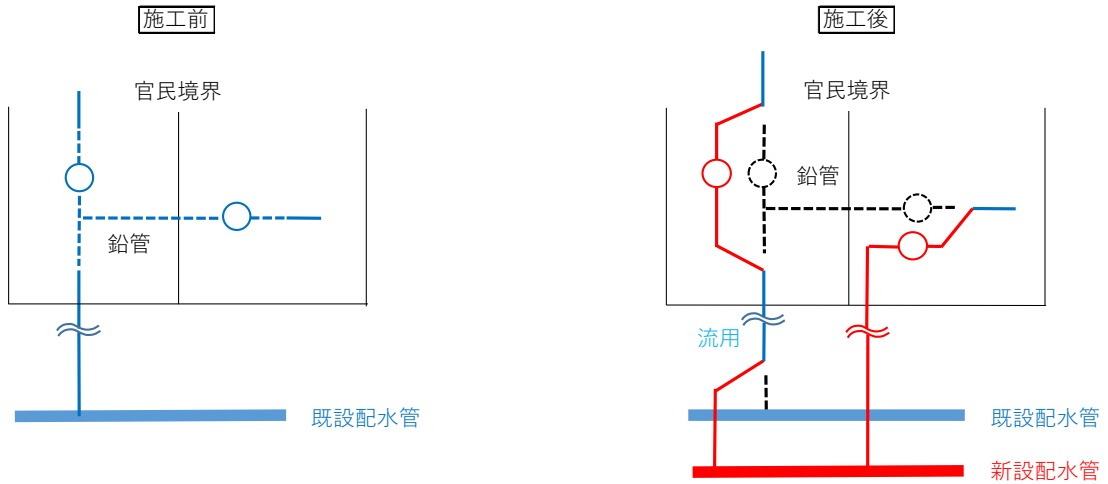 施工前
官民境界
鉛管
既設配水管
施工後
官民境界
鉛管
流用
既設配水管
新設配水管